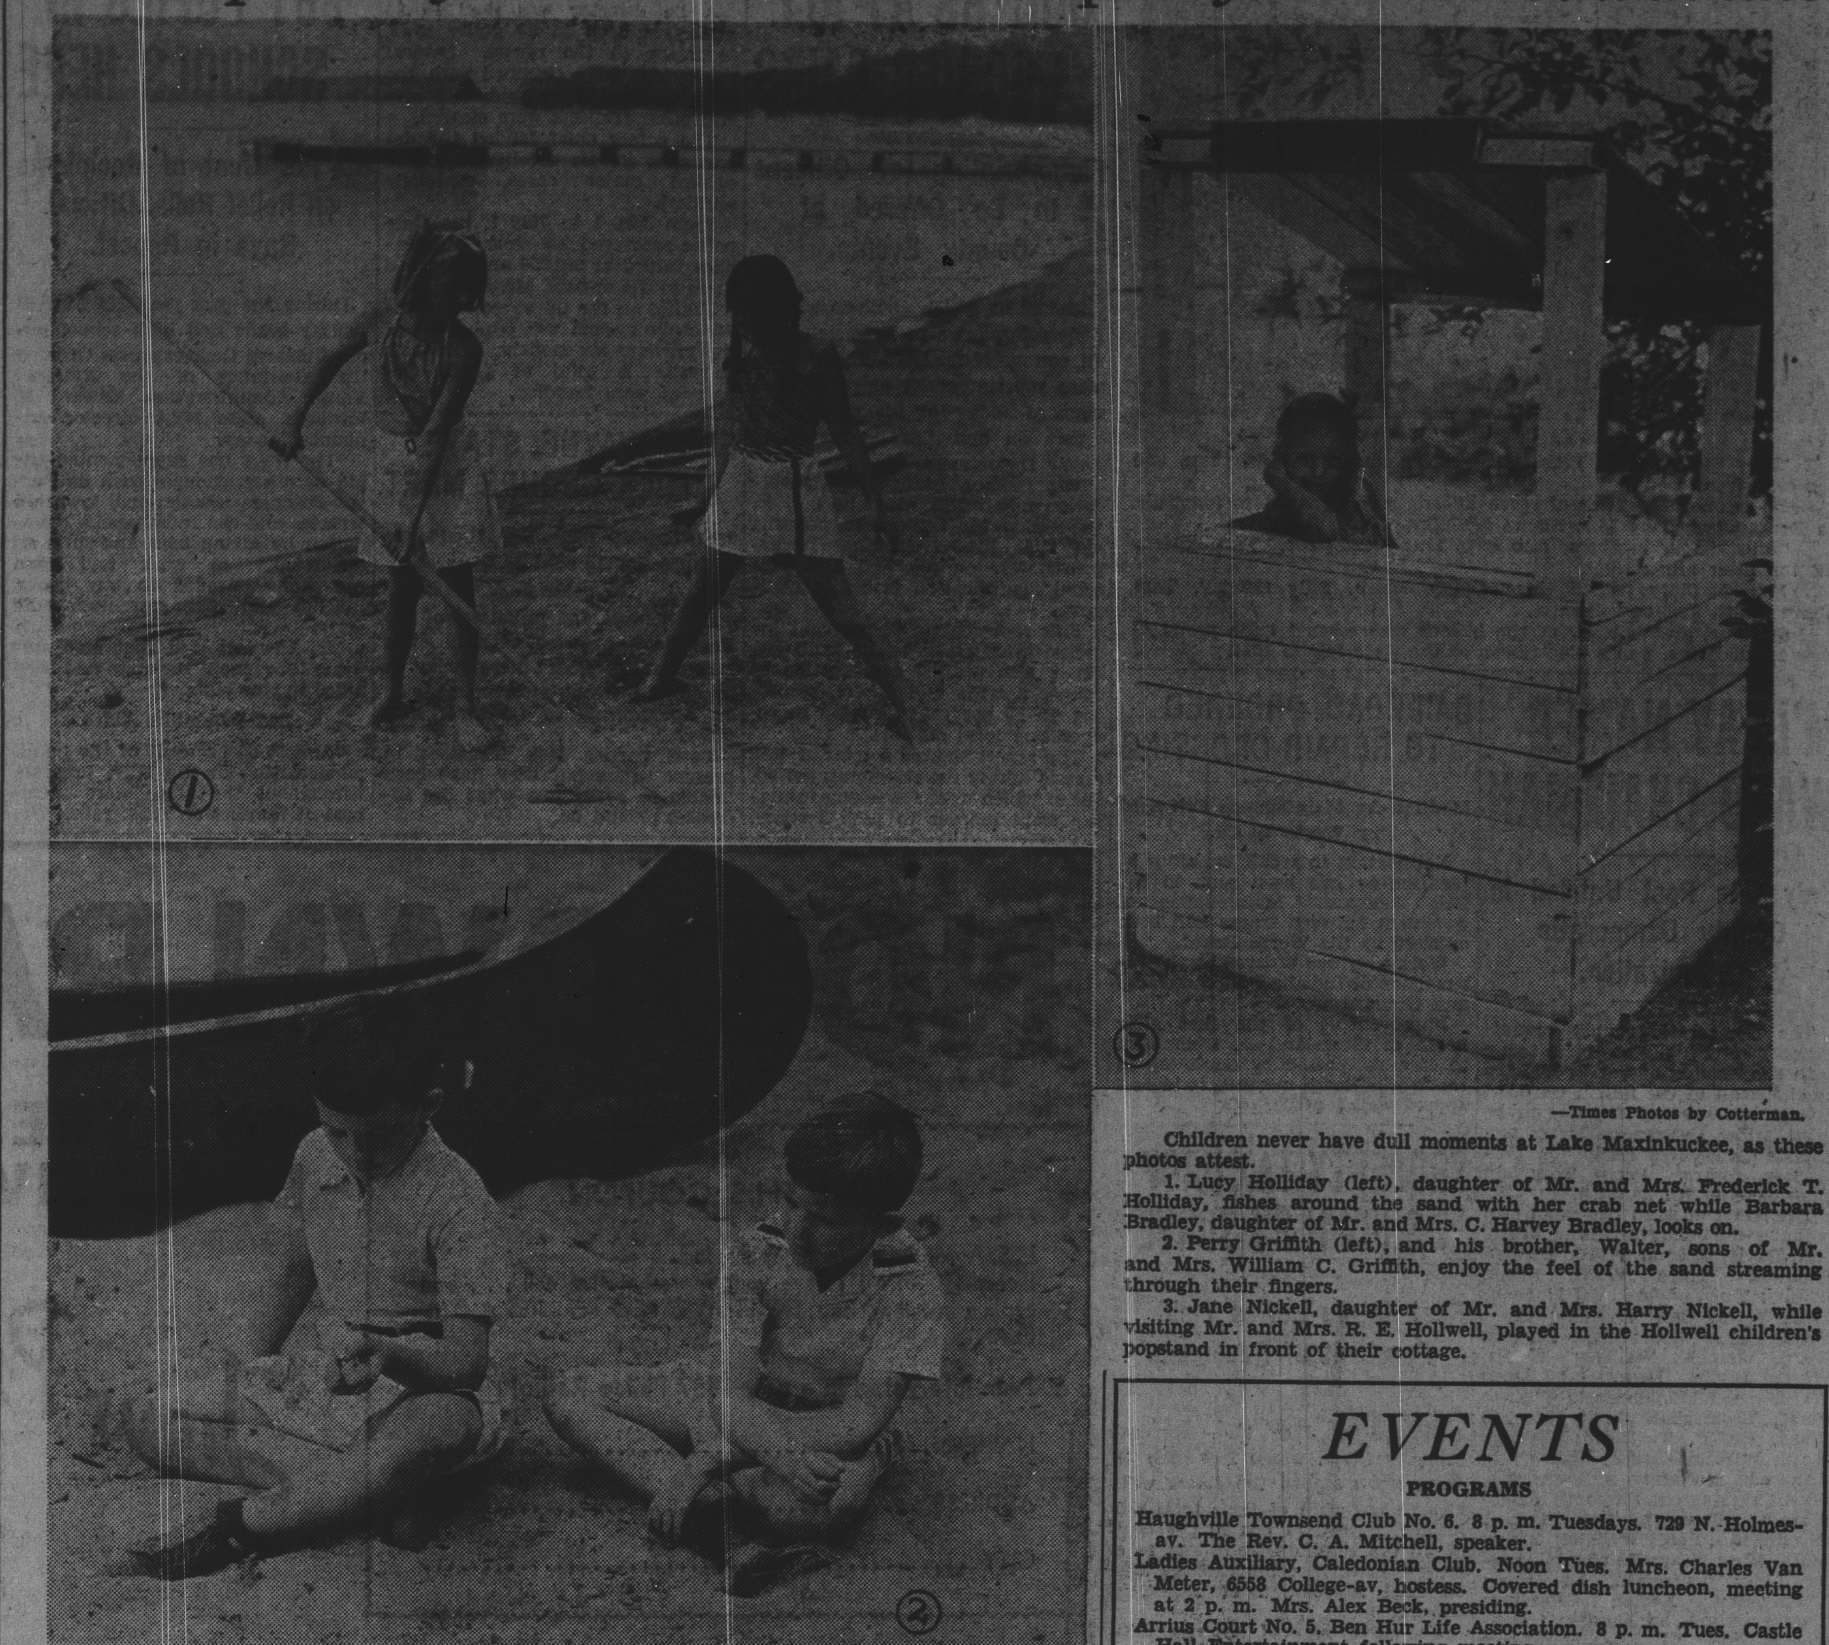 1
2
3
—Times Photos by Cotterman.
Children never have dull moments at Lake Maxinkuckee, as these
photos attest.
1. Lucy Holliday (left), daughter of Mr. and Mrs. Frederick T.
Holliday, fishes around the sand with her crab net while Barbara
Bradley, daughter of Mr. and Mrs. C. Harvey Bradley, looks on.
2. Perry Griffith (left), and his brother, Walter, sons of Mr.
and Mrs. William C. Griffith, enjoy the feel of the sand streaming
through their fingers.
3. Jane Nickell, daughter of Mr. and Mrs. Harry Nickell, while
visiting Mr. and Mrs. R. E. Hollwell, played in the Hollwell children's
popstand in front of their cottage.
EVENTS
PROGRAMS
Haughville Townsend Club No. 6. 8 p. m. Tuesdays. 729 N. Holmes-
av. The Rev. C. A. Mitchell, speaker.
Ladies Auxiliary, Caledonian Club. Noon Tues. Mrs. Charles Van
Meter, 6558 College-av, hostess. Covered dish luncheon, meeting
at 2 p. m. Mrs. Alex Beck, presiding.
Arrius Court No. 5, Ben Hur Life Association. 8 p. m. Tues. Castle